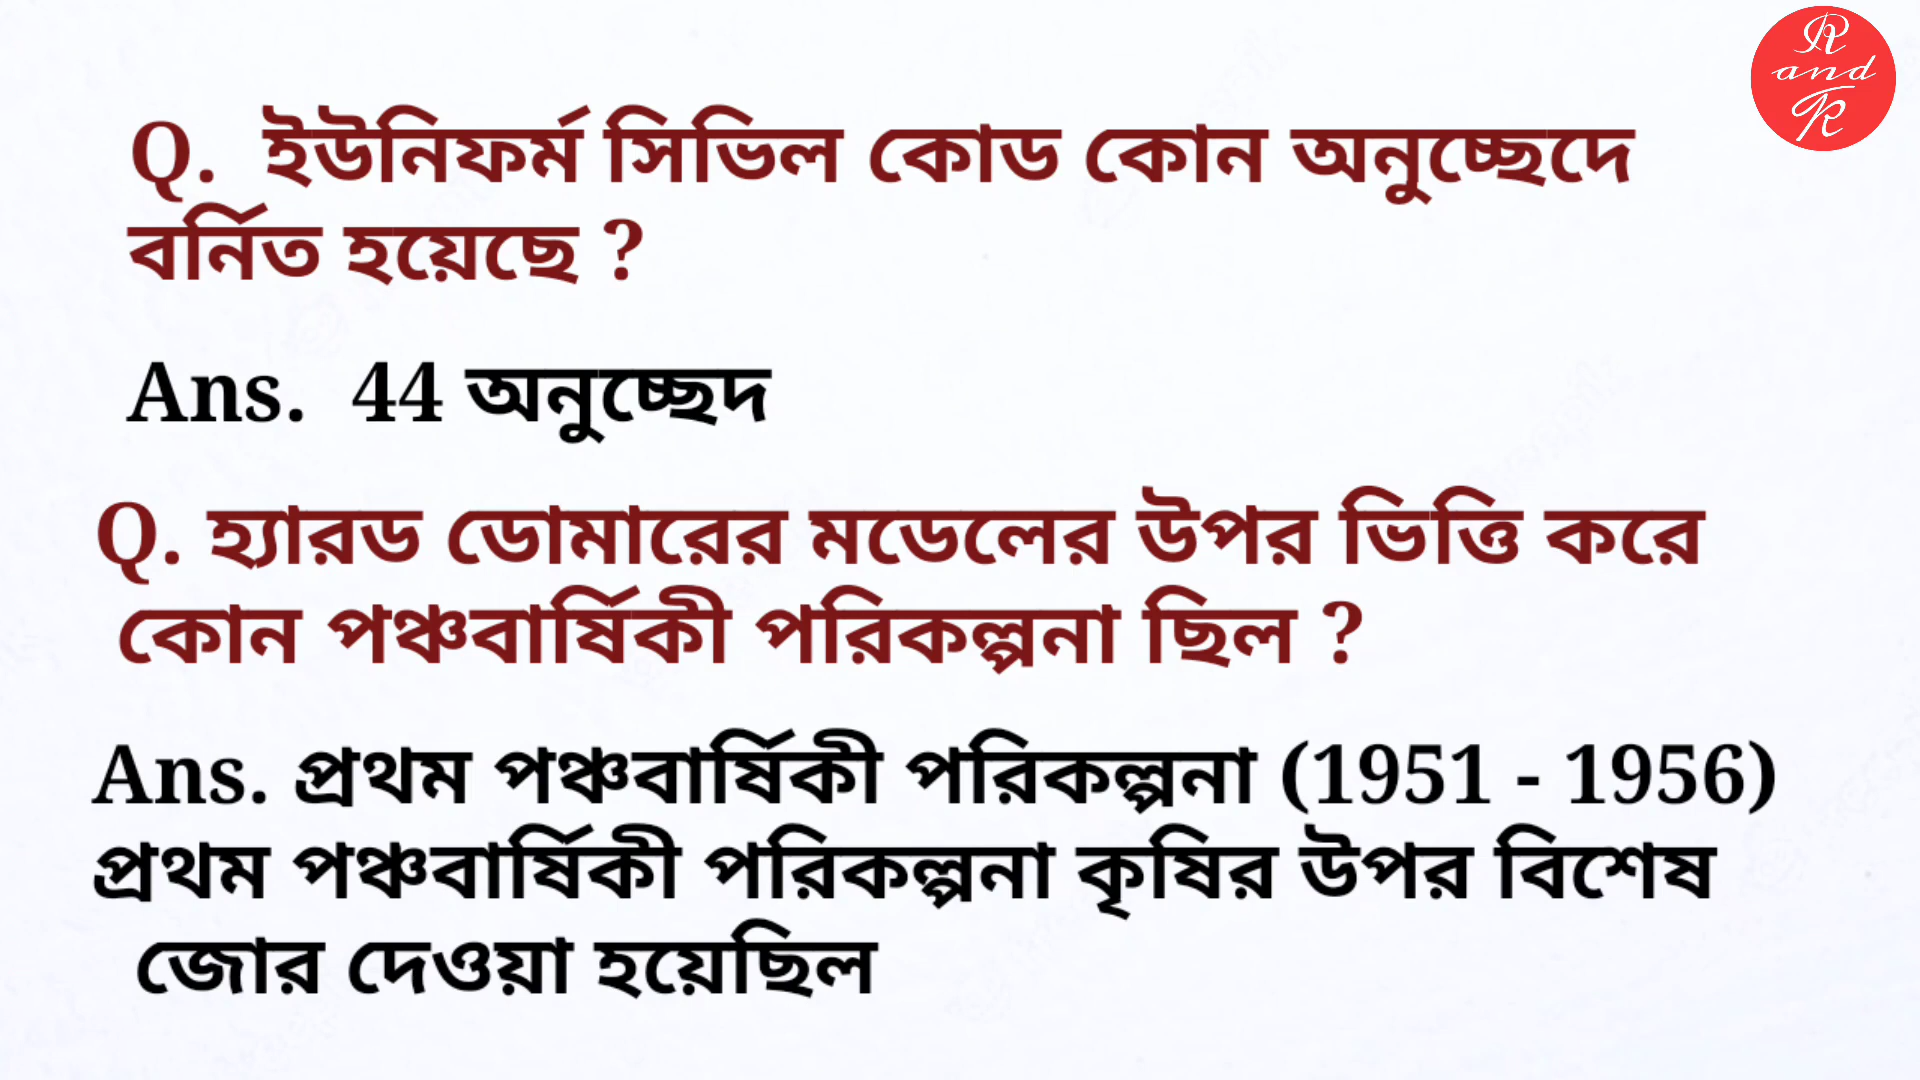 R
and
R
Q. ইউনিফর্ম সিভিল কোড কোন অনুচ্ছেদে
বর্নিত হয়েছে ?
Ans. 44 অনুচ্ছেদ
Q. হ্যারড ডোমারের মডেলের উপর ভিত্তি করে
কোন পঞ্চবার্ষিকী পরিকল্পনা ছিল ?
Ans. প্রথম পঞ্চবার্ষিকী পরিকল্পনা (1951 - 1956)
প্রথম পঞ্চবার্ষিকী পরিকল্পনা কৃষির উপর বিশেষ
জোর দেওয়া হয়েছিল